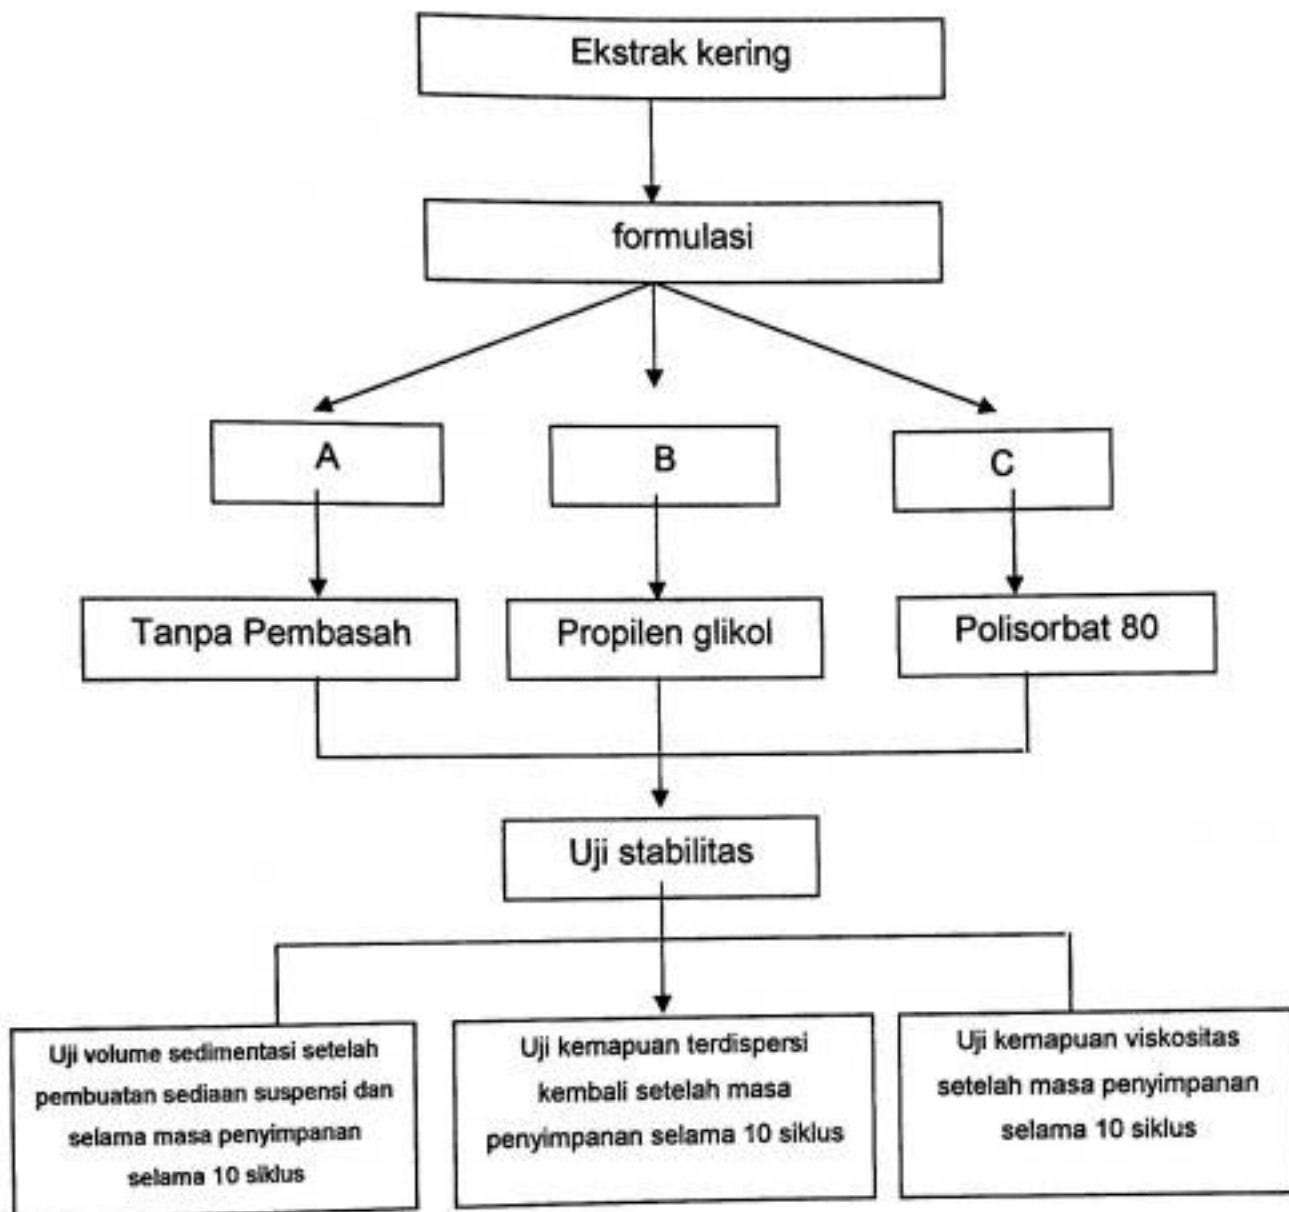 Ekstrak kering
formulasi
A
B
C
Tanpa Pembasah
Propilen glikol
Polisorbat 80
Uji stabilitas
Uji volume sedimentasi setelah
pembuatan sediaan suspensi dan
selama masa penyimpanan
selama 10 siklus
Uji kemapuan terdispersi
kembali setelah masa
penyimpanan selama 10 siklus
Uji kemapuan viskositas
setelah masa penyimpanan
selama 10 siklus